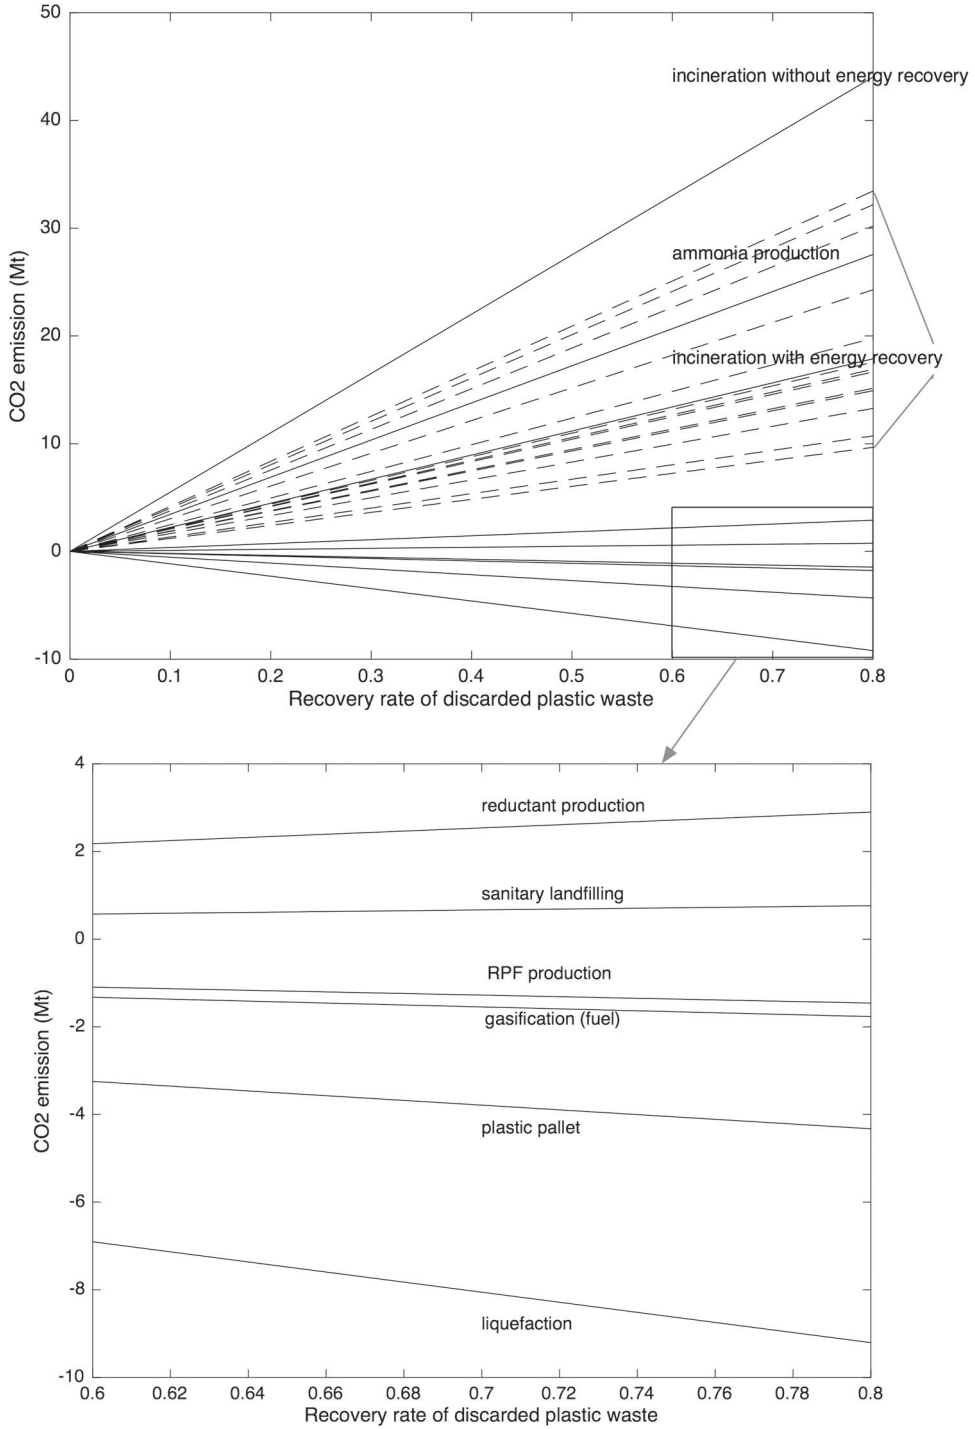 50
incineration without energy recovery
40
30
ammonia production
20
incineration with energy recovery
10
0
-10
CO2 emission (Mt)
0 0.1 0.2 0.3 0.4 0.5 0.6 0.7 0.8
Recovery rate of discarded plastic waste
4
reductant production
2
sanitary landfilling
0
RPF production
gasification (fuel)
-2
CO2 emission (Mt)
-4
plastic pallet
-6
-8
liquefaction
-10
0.6 0.62 0.64 0.66 0.68 0.7 0.72 0.74 0.76 0.78 0.8
Recovery rate of discarded plastic waste